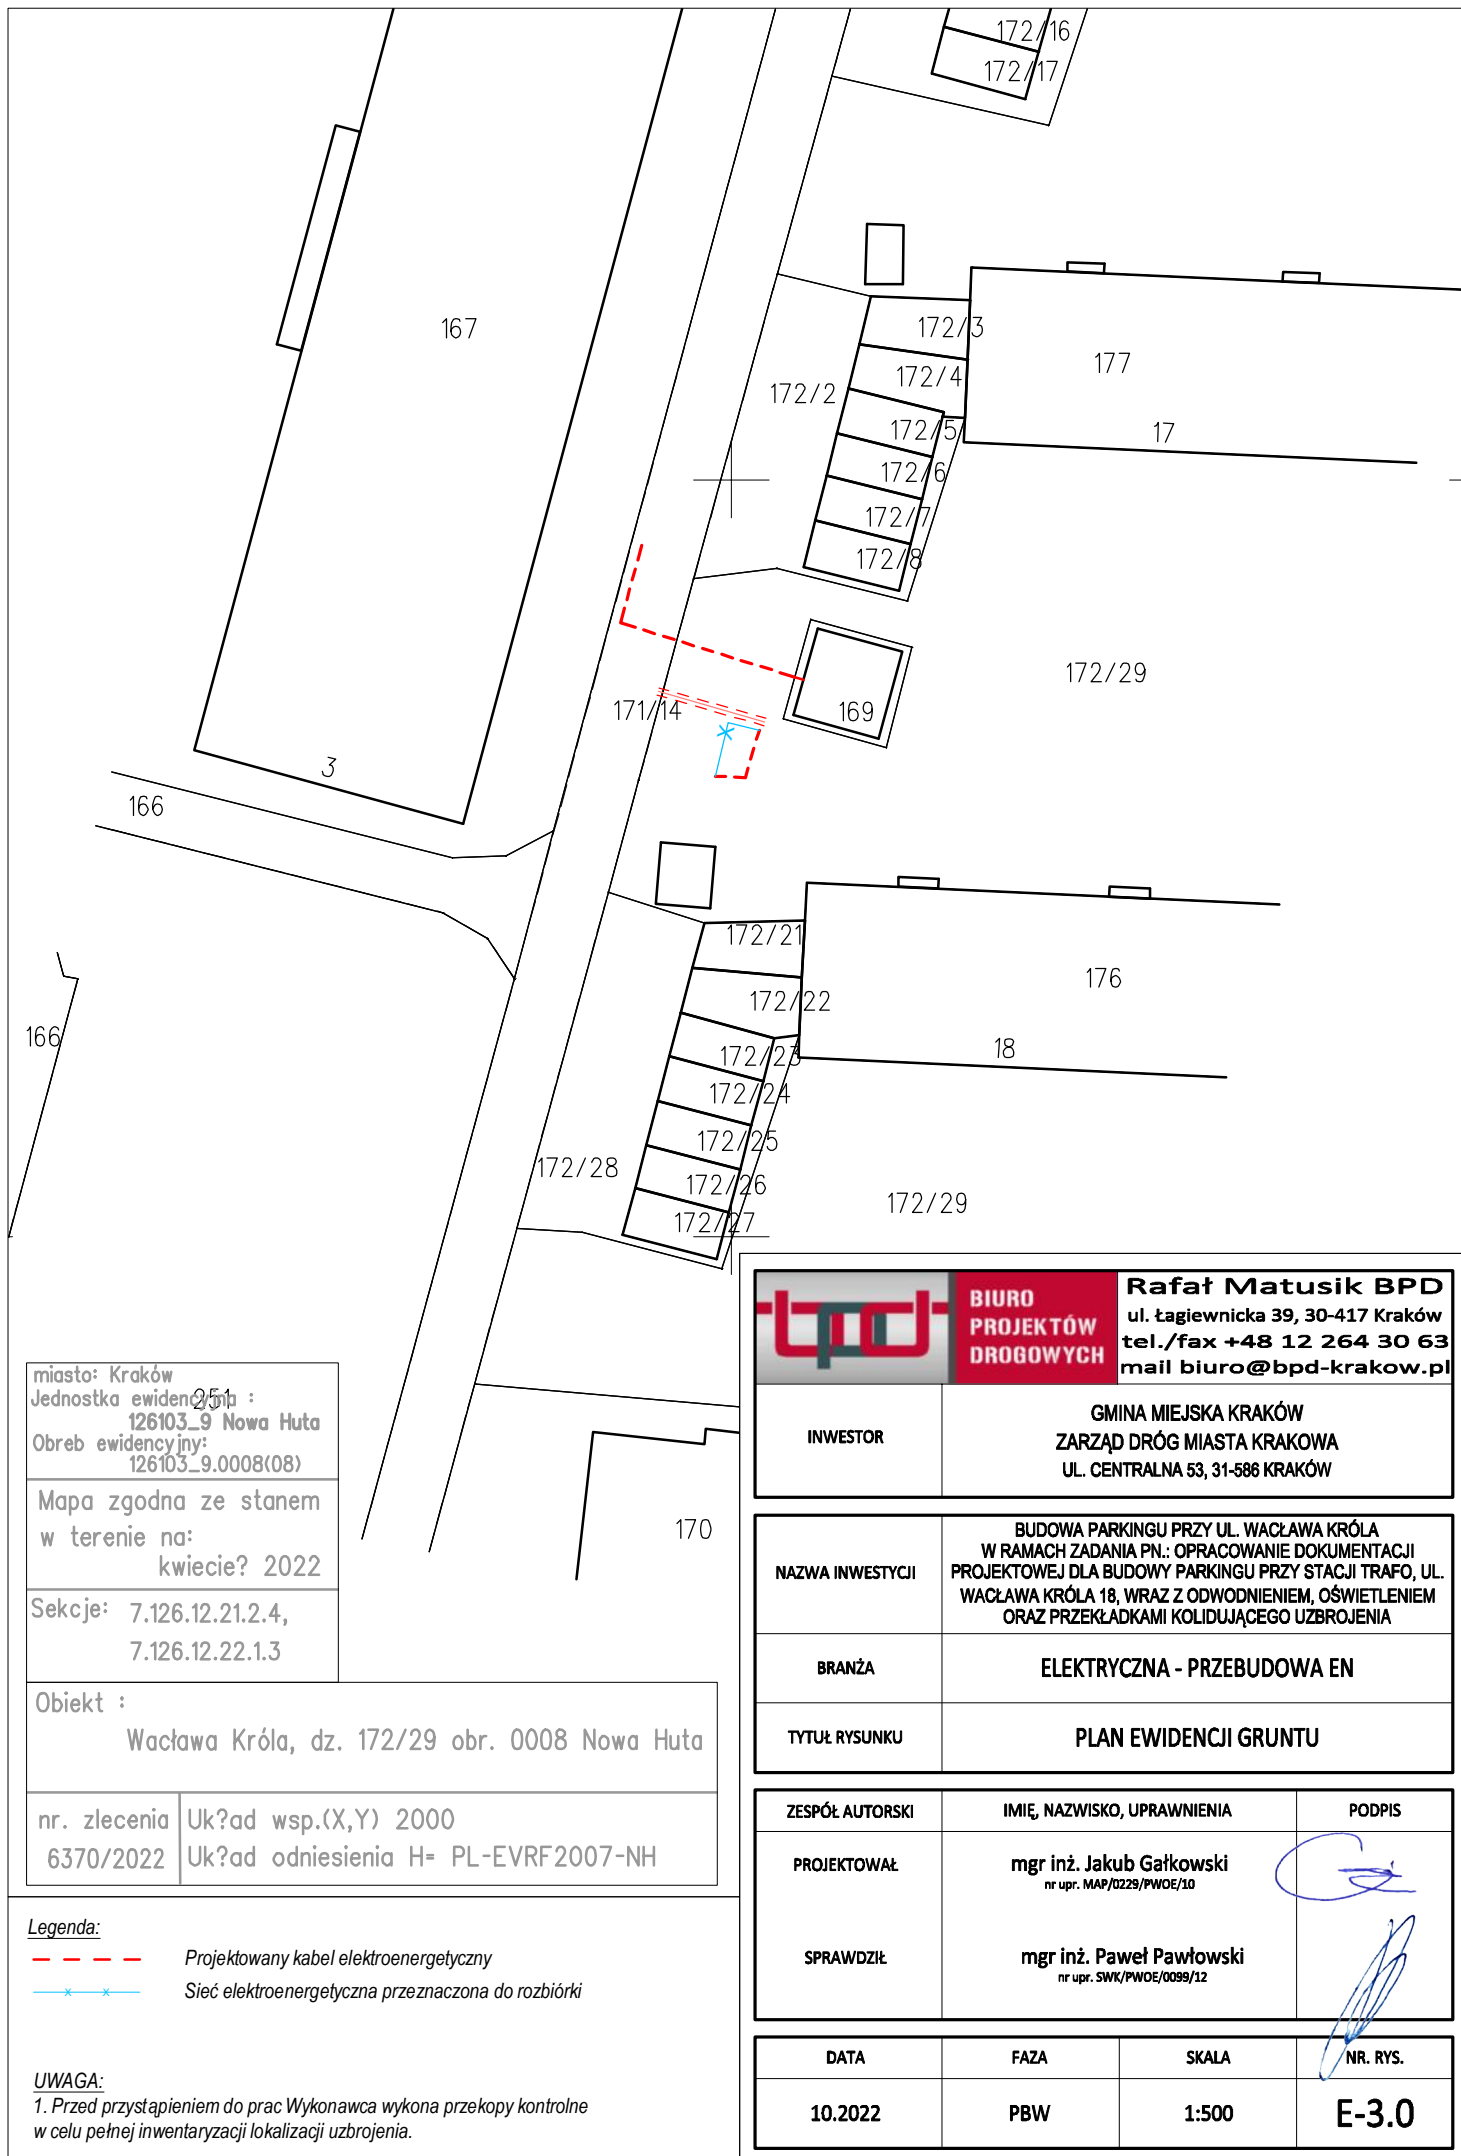 172/16
172/17
167
172/3
177
172/4
172/2
172/5
17
172/6
172/7
172/8
172/29
171/14
169
3
166
172/21
172/22
176
166
172/23
18
172/24
172/25
172/28
172/26
172/29
172/27
170
miasto: Kraków
Jednostka ewidencyjna :
251
126103_9 Nowa Huta
Obreb ewidencyjny:
126103_9.0008(08)
Mapa zgodna ze stanem
w terenie na:
kwiecie? 2022
Sekcje: 7.126.12.21.2.4,
7.126.12.22.1.3
Obiekt :
Wacława Króla, dz. 172/29 obr. 0008 Nowa Huta
nr. zlecenia Uk?ad wsp.(X,Y) 2000
6370/2022 Uk?ad odniesienia H= PL-EVRF2007-NH
Legenda:
Projektowany kabel elektroenergetyczny
Sieć elektroenergetyczna przeznaczona do rozbiórki
UWAGA:
1. Przed przystąpieniem do prac Wykonawca wykona przekopy kontrolne
w celu pełnej inwentaryzacji lokalizacji uzbrojenia.
bpd
BIURO
PROJEKTÓW
DROGOWYCH
Rafał Matusik BPD
ul. Łagiewnicka 39, 30-417 Kraków
tel./fax +48 12 264 30 63
mail biuro@bpd-krakow.pl
INWESTOR
GMINA MIEJSKA KRAKÓW
ZARZĄD DRÓG MIASTA KRAKOWA
UL. CENTRALNA 53, 31-586 KRAKÓW
NAZWA INWESTYCJI
BUDOWA PARKINGU PRZY UL. WACŁAWA KRÓLA
W RAMACH ZADANIA PN.: OPRACOWANIE DOKUMENTACJI
PROJEKTOWEJ DLA BUDOWY PARKINGU PRZY STACJI TRAFO, UL.
WACŁAWA KRÓLA 18, WRAZ Z ODWODNIENIEM, OŚWIETLENIEM
ORAZ PRZEKŁADKAMI KOLIDUJĄCEGO UZBROJENIA
BRANŻA
ELEKTRYCZNA - PRZEBUDOWA EN
TYTUŁ RYSUNKU
PLAN EWIDENCJI GRUNTU
ZESPÓŁ AUTORSKI IMIĘ, NAZWISKO, UPRAWNIENIA PODPIS
PROJEKTOWAŁ mgr inż. Jakub Gałkowski
nr upr. MAP/0229/PWOE/10
SPRAWDZIŁ mgr inż. Paweł Pawłowski
nr upr. SWK/PWOE/0099/12
DATA FAZA SKALA NR. RYS.
10.2022 PBW 1:500 E-3.0